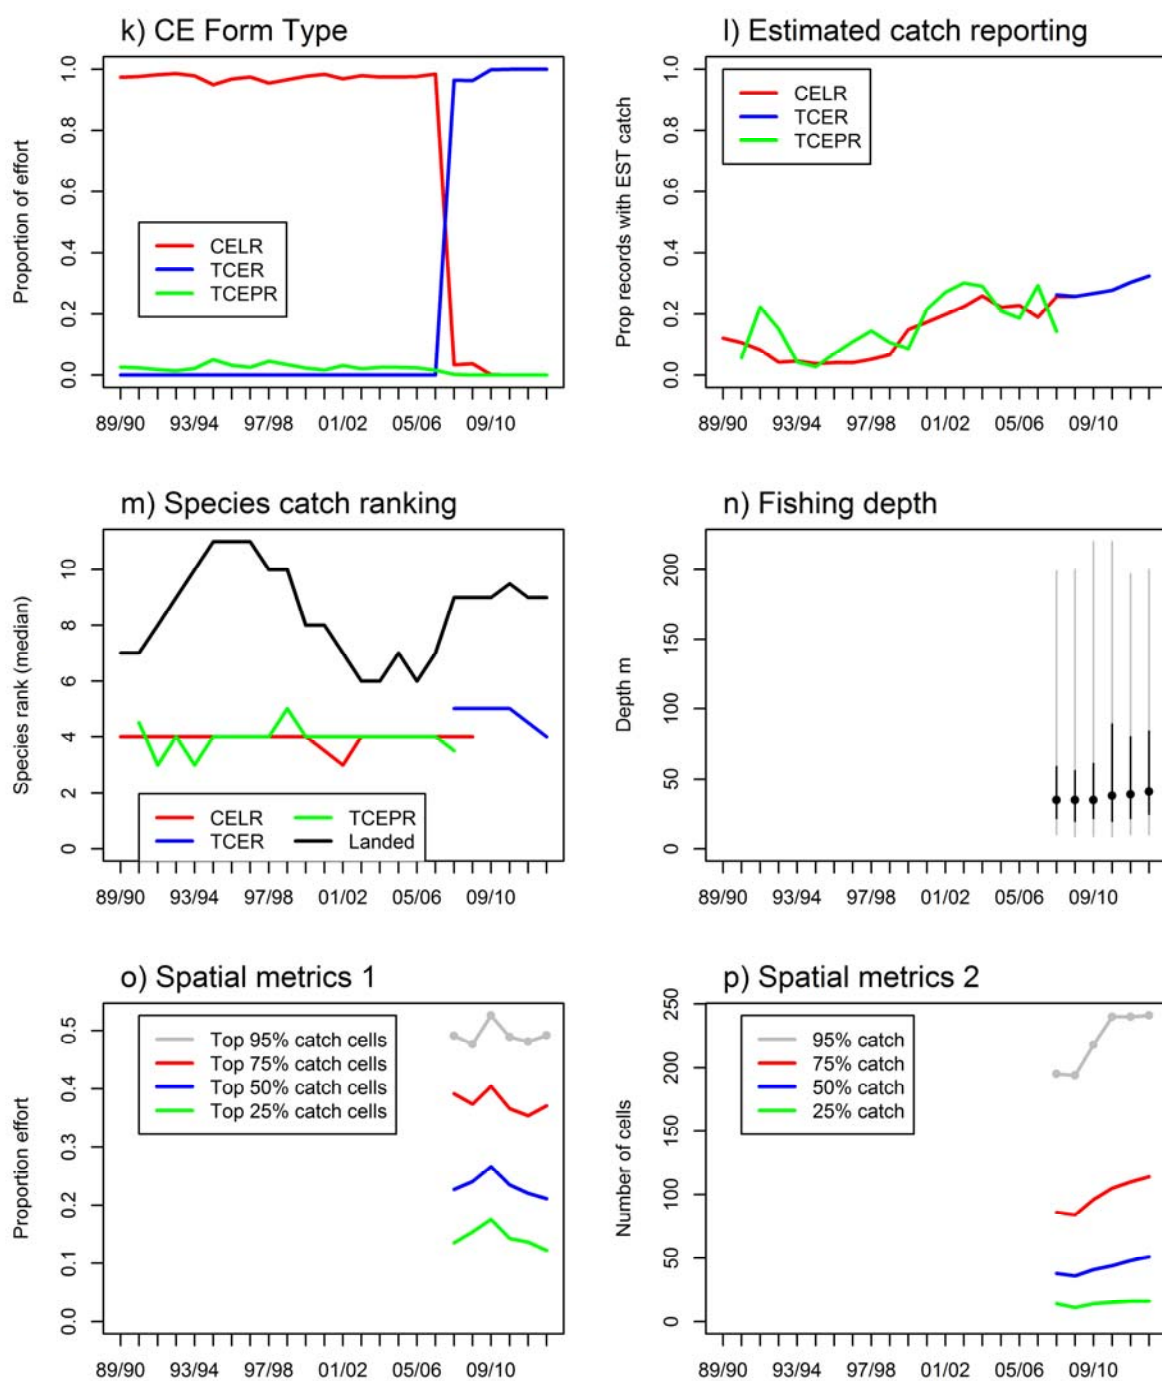 k) CE Form Type
Proportion of effort
1.0
0.8
0.6
0.4
0.2
0.0
CELR
TCER
TCEPR
89/90 93/94 97/98 01/02 05/06 09/10
l) Estimated catch reporting
Prop records with EST catch
1.0
0.8
0.6
0.4
0.2
0.0
CELR
TCER
TCEPR
89/90 93/94 97/98 01/02 05/06 09/10
m) Species catch ranking
Species rank (median)
10
8
6
4
2
0
CELR TCEPR
TCER Landed
89/90 93/94 97/98 01/02 05/06 09/10
n) Fishing depth
Depth m
200
150
100
50
0
89/90 93/94 97/98 01/02 05/06 09/10
o) Spatial metrics 1
Proportion effort
0.5
0.4
0.3
0.2
0.1
0.0
Top 95% catch cells
Top 75% catch cells
Top 50% catch cells
Top 25% catch cells
89/90 93/94 97/98 01/02 05/06 09/10
p) Spatial metrics 2
Number of cells
250
200
150
100
50
0
95% catch
75% catch
50% catch
25% catch
89/90 93/94 97/98 01/02 05/06 09/10